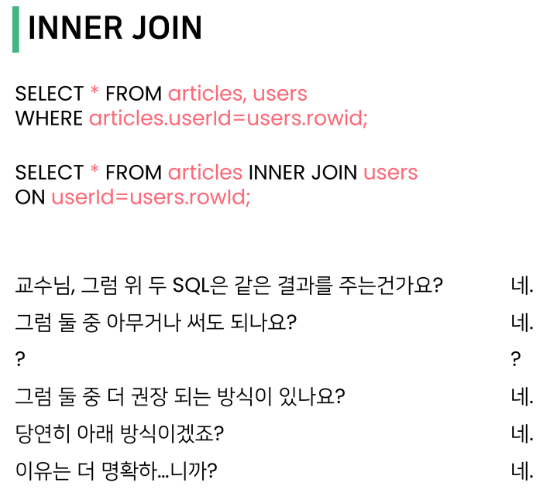 INNER JOIN
SELECT * FROM articles, users
WHERE articles.userId=users.rowid;
SELECT * FROM articles INNER JOIN users
ON userId=users.rowId;
교수님, 그럼 위 두 SQL은 같은 결과를 주는건가요? 네.
그럼 둘 중 아무거나 써도 되나요? 네.
? ?
그럼 둘 중 더 권장 되는 방식이 있나요? 네.
당연히 아래 방식이겠죠? 네.
이유는 더 명확하...니까? 네.